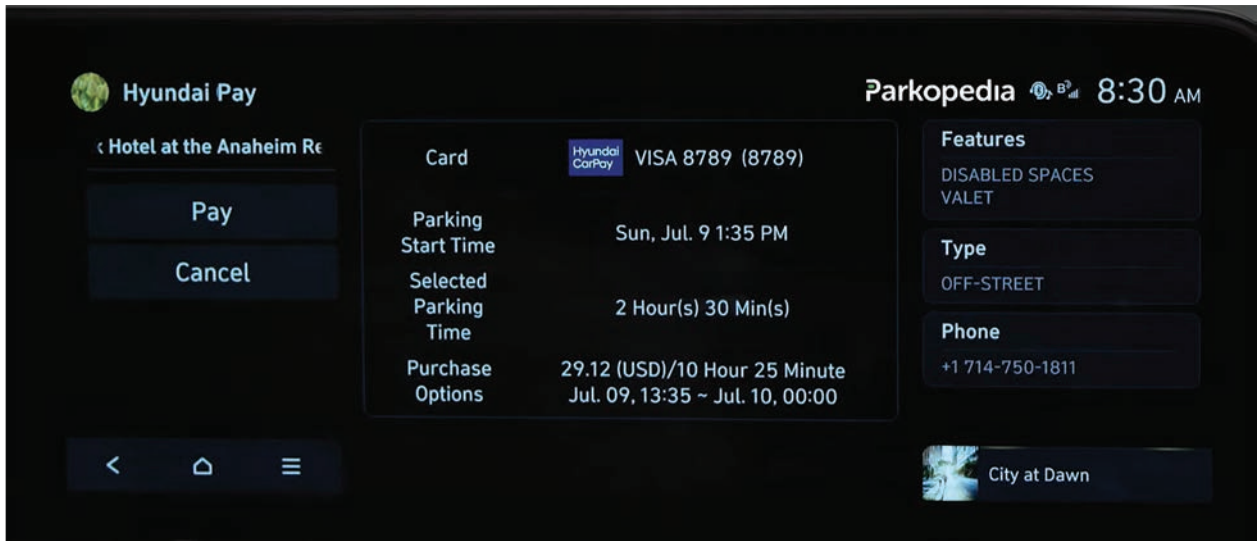 Hyundai Pay
Parkopedia
8:30 AM
Hotel at the Anaheim Re
Pay
Cancel
Card
Hyundai
CarPay
VISA 8789 (8789)
Parking
Start Time
Sun, Jul. 9 1:35 PM
Selected
Parking
Time
2 Hour(s) 30 Min(s)
Purchase
Options
29.12 (USD)/10 Hour 25 Minute
Jul. 09, 13:35 ~ Jul. 10, 00:00
Features
DISABLED SPACES
VALET
Type
OFF-STREET
Phone
+1 714-750-1811
City at Dawn